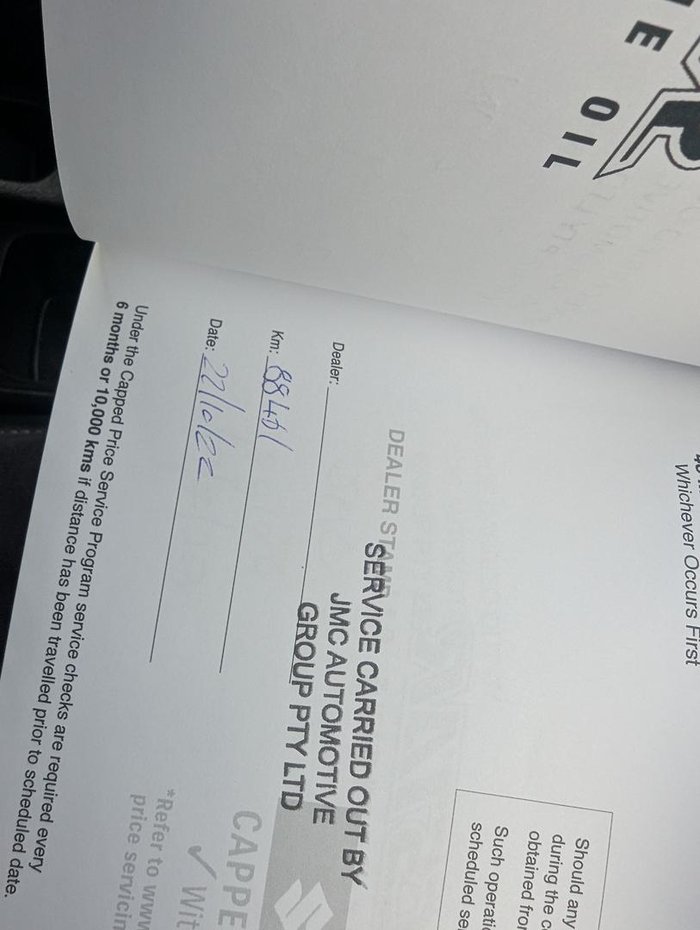 E OIL
Whichever Occurs First
Should any
during the c
obtained fro
Such operati
scheduled se
DEALER STAMP
SERVICE CARRIED OUT BY
JMC AUTOMOTIVE
GROUP PTY LTD
Dealer:
Km: 88461
Date: 22/10/22
CAPPE
✓ Wit
*Refer to www
price servicin
Under the Capped Price Service Program service checks are required every
6 months or 10,000 kms if distance has been travelled prior to scheduled date.